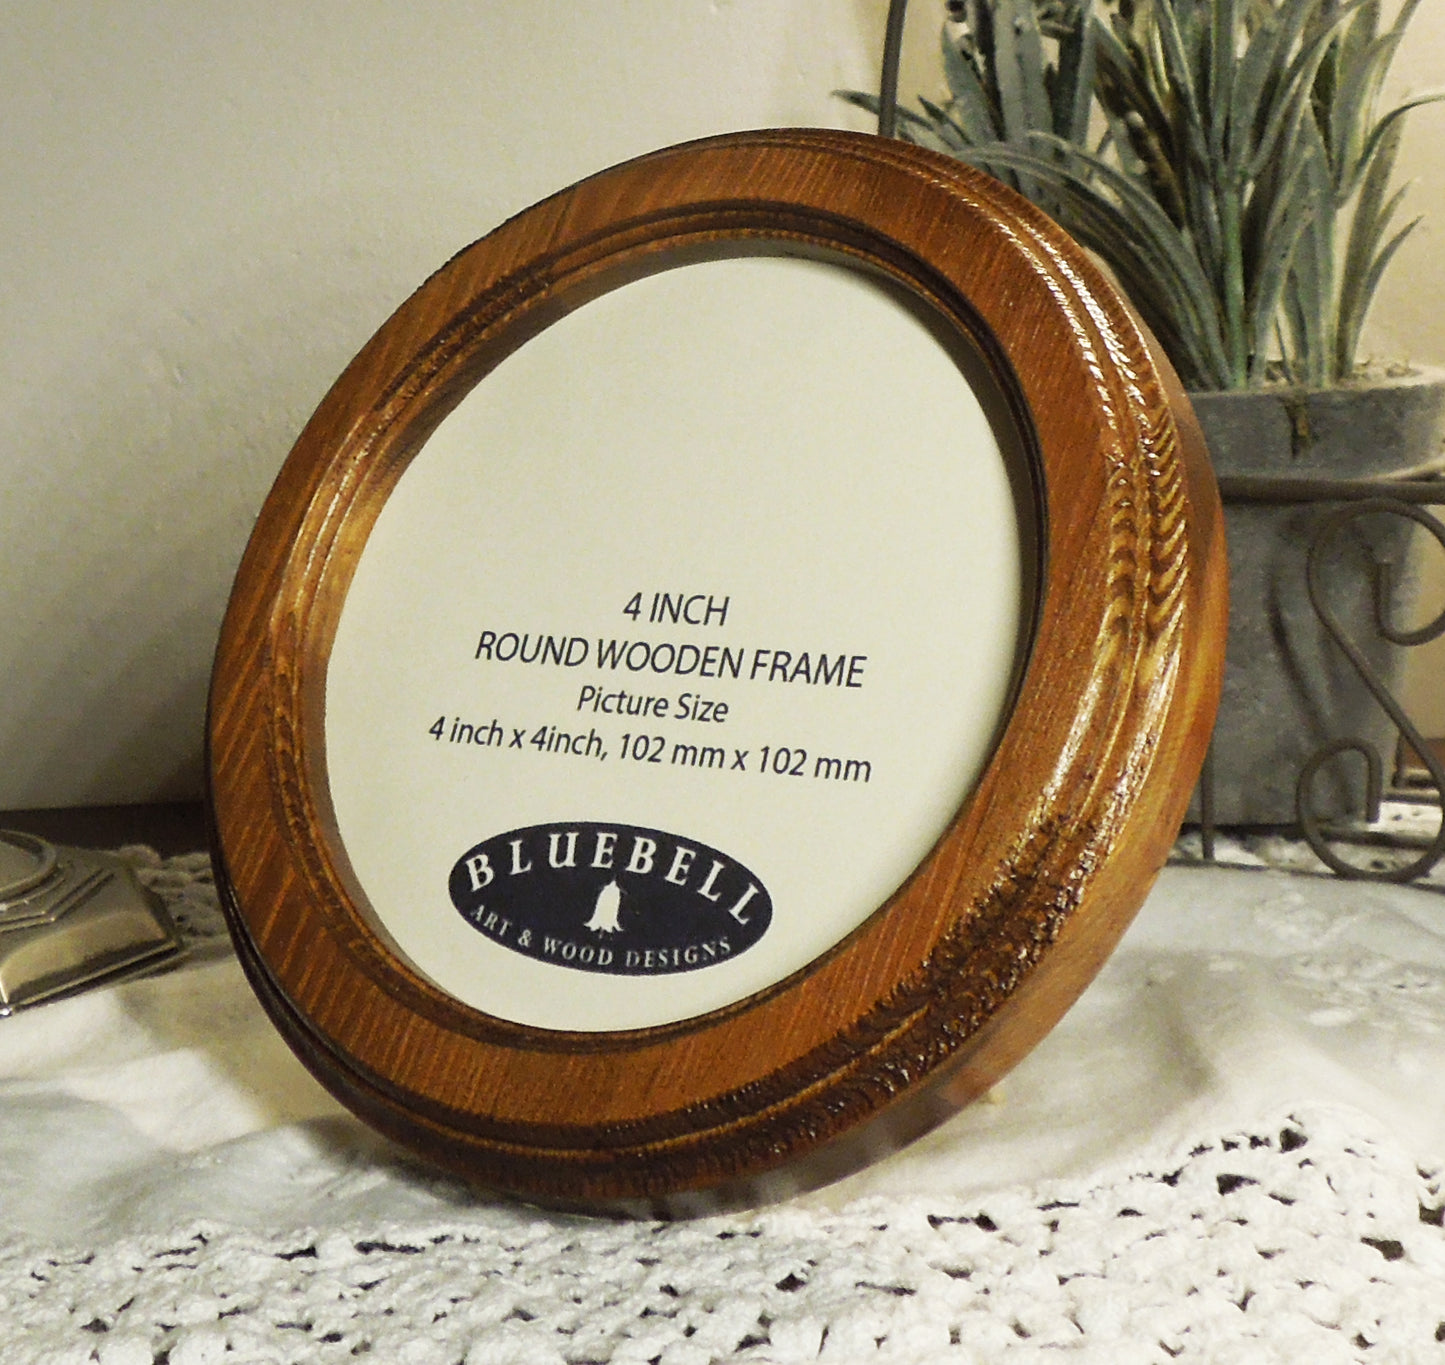 4 INCH
ROUND WOODEN FRAME
Picture Size
4 inch x 4inch, 102 mm x 102 mm
BLUEBELL
ART & WOOD DESIGNS